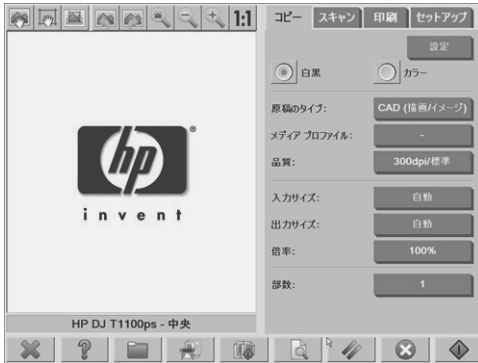 1:1
コピー スキャン 印刷 セットアップ
設定
白黒 カラー
原稿のタイプ: CAD (描画/イメージ)
メディア プロファイル: -
品質: 300dpi/標準
入力サイズ: 自動
出力サイズ: 自動
倍率: 100%
部数: 1
hp
invent
HP DJ T1100ps - 中央